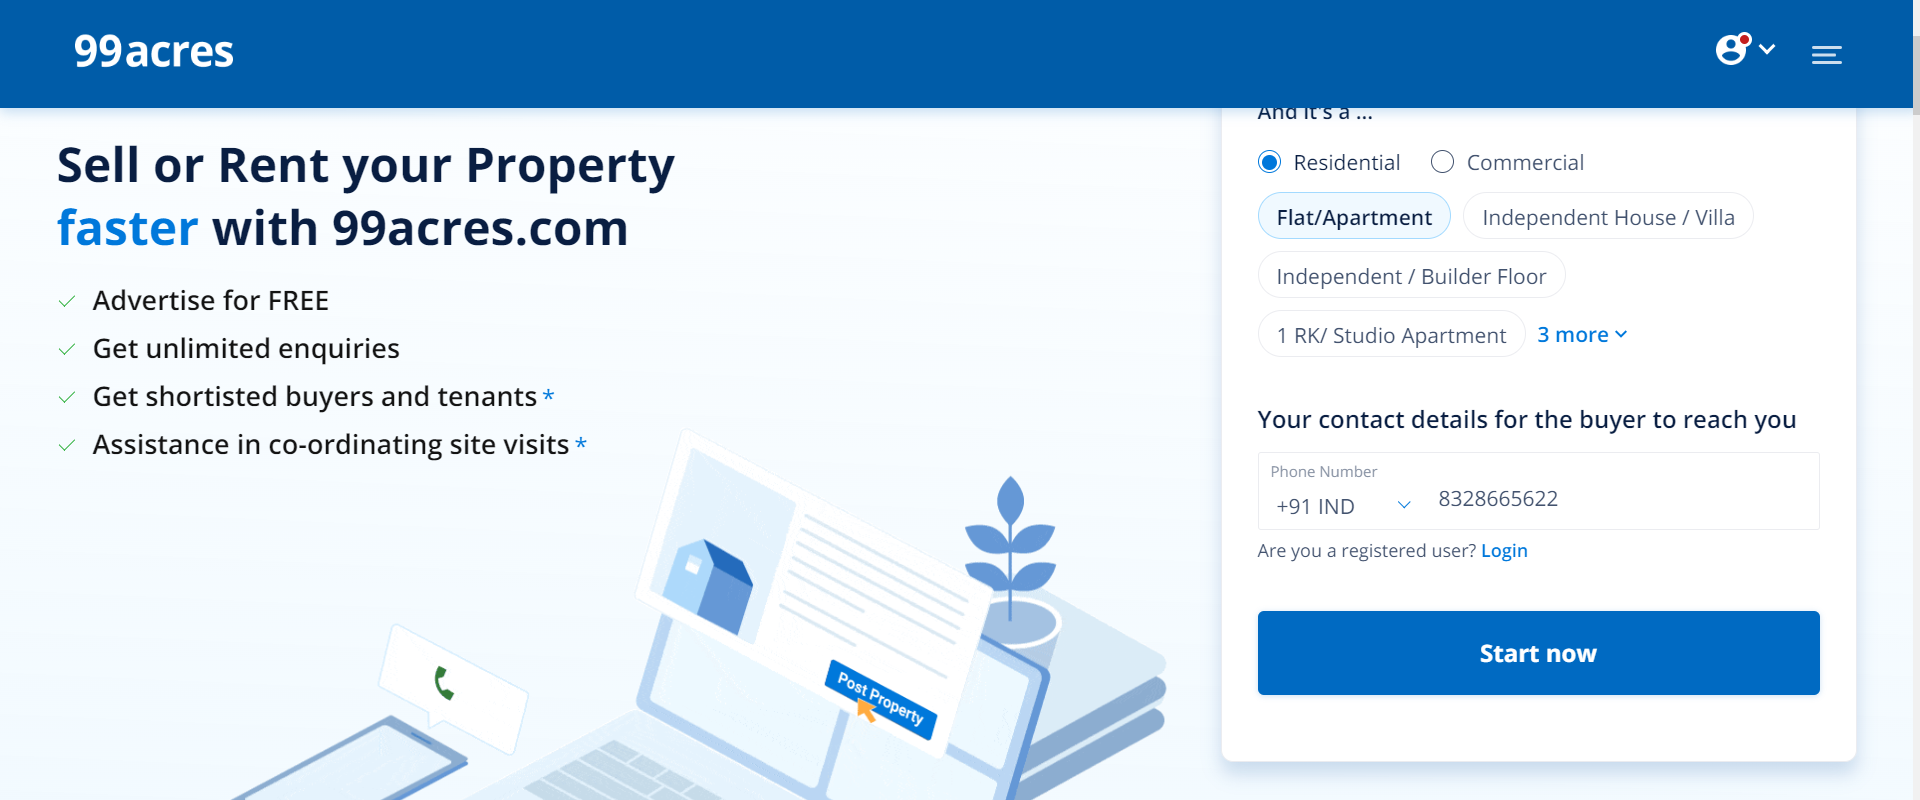 99acres
And it's a ...
Sell or Rent your Property
faster with 99acres.com
Advertise for FREE
Get unlimited enquiries
Get shortisted buyers and tenants *
Assistance in co-ordinating site visits *
Post Property
Residential
Commercial
Flat/Apartment
Independent House / Villa
Independent / Builder Floor
1 RK/ Studio Apartment
3 more
Your contact details for the buyer to reach you
Phone Number
+91 IND
8328665622
Are you a registered user? Login
Start now